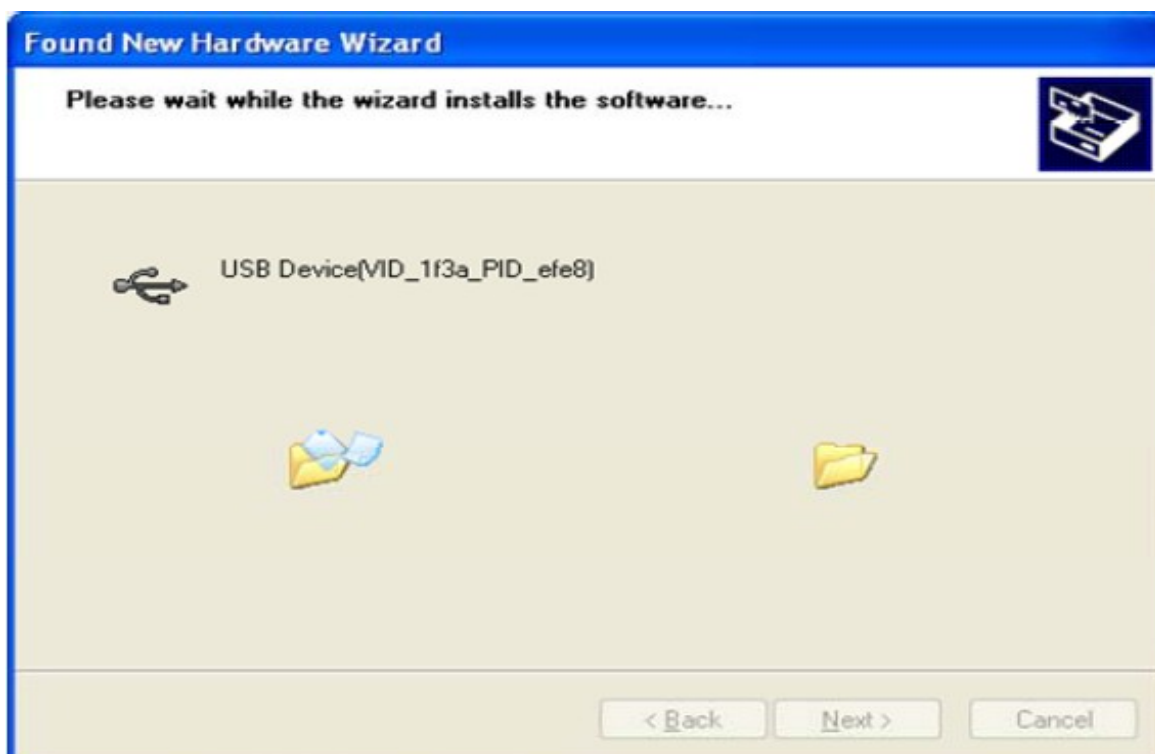 Found New Hardware Wizard
Please wait while the wizard installs the software...
USB Device(VID_1f3a_PID_efe8)
< Back
Next >
Cancel